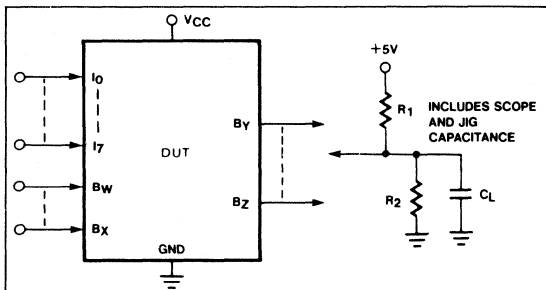 VCC
I0
I7
BW
BX
DUT
BY
BZ
GND
+5V
R1
INCLUDES SCOPE
AND JIG
CAPACITANCE
R2
CL